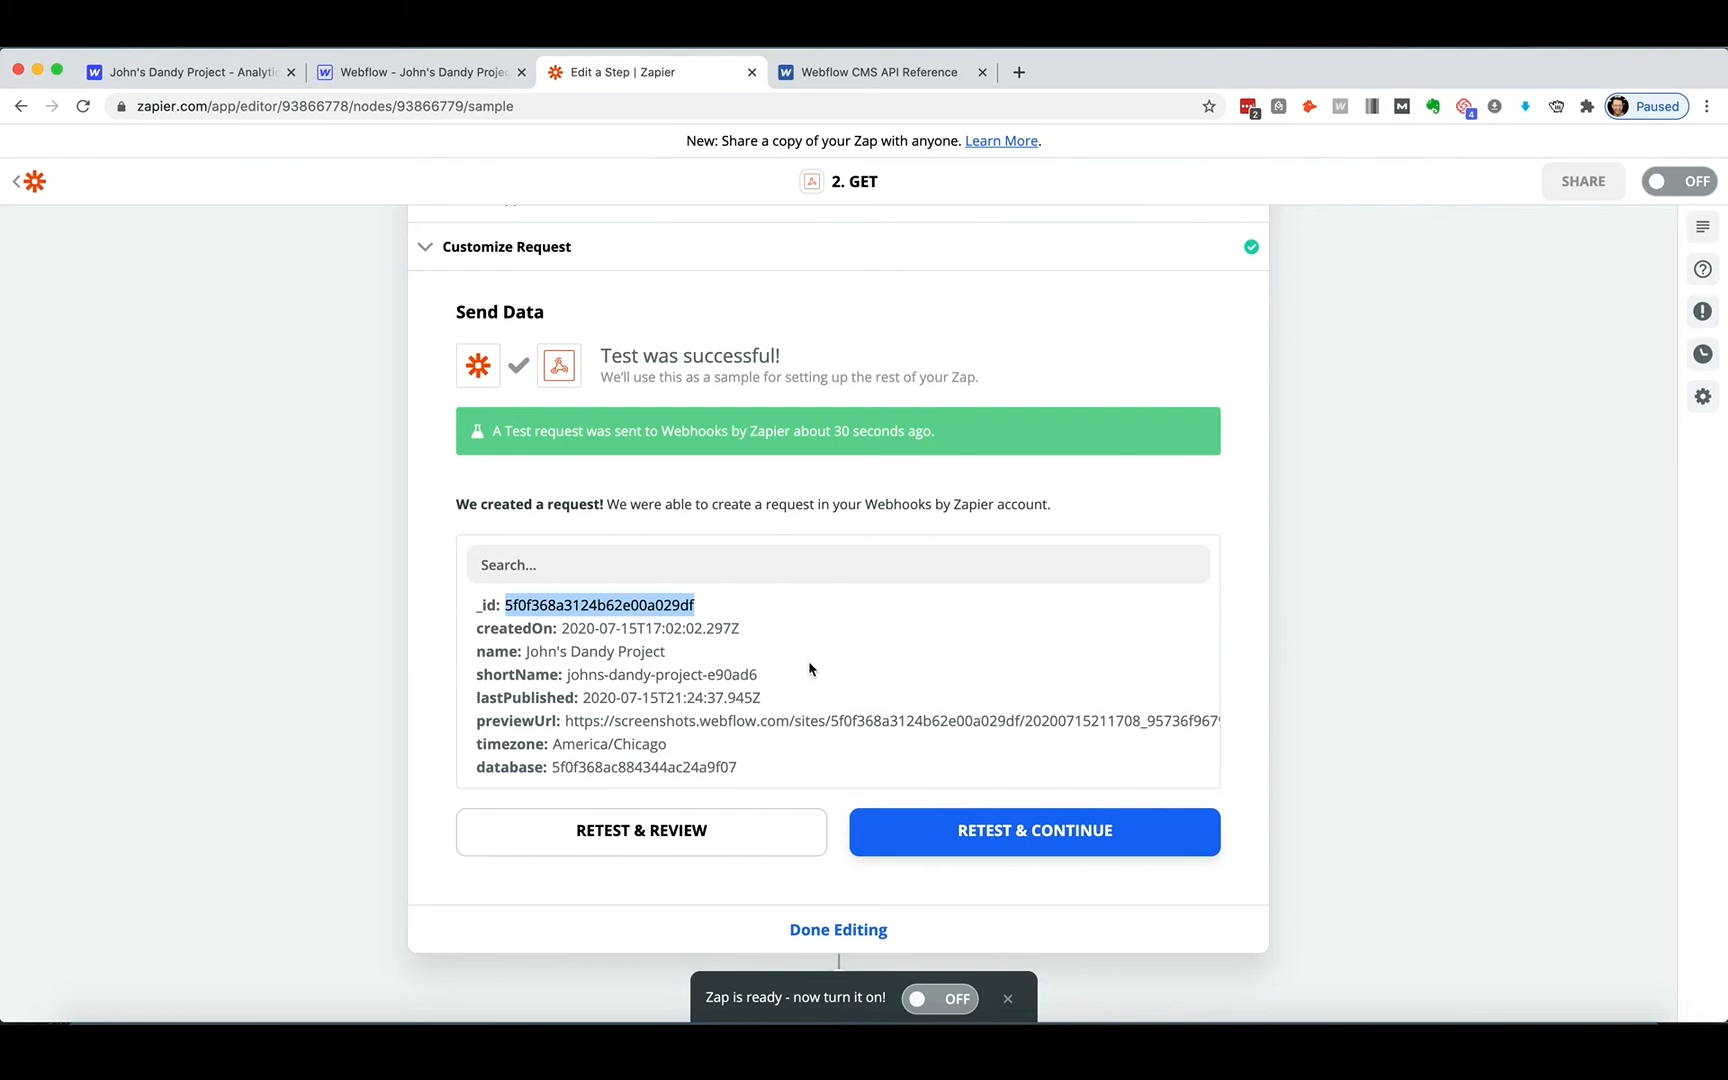 John's Dandy Project - Analytic
Webflow - John's Dandy Projec
Edit a Step | Zapier
Webflow CMS API Reference
zapier.com/app/editor/93866778/nodes/93866779/sample
2
4
Paused
New: Share a copy of your Zap with anyone. Learn More.
2. GET
SHARE
OFF
Customize Request
Send Data
Test was successful!
We'll use this as a sample for setting up the rest of your Zap.
A Test request was sent to Webhooks by Zapier about 30 seconds ago.
We created a request! We were able to create a request in your Webhooks by Zapier account.
Search...
_id: 5f0f368a3124b62e00a029df
createdOn: 2020-07-15T17:02:02.297Z
name: John's Dandy Project
shortName: johns-dandy-project-e90ad6
lastPublished: 2020-07-15T21:24:37.945Z
previewUrl: https://screenshots.webflow.com/sites/5f0f368a3124b62e00a029df/20200715211708_95736f967
timezone: America/Chicago
database: 5f0f368ac884344ac24a9f07
RETEST & REVIEW
RETEST & CONTINUE
Done Editing
Zap is ready - now turn it on!
OFF